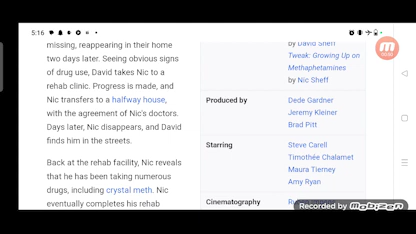 5:16
missing, reappearing in their home
two days later. Seeing obvious signs
of drug use, David takes Nic to a
rehab clinic. Progress is made, and
Nic transfers to a halfway house,
with the agreement of Nic's doctors.
Days later, Nic disappears, and David
finds him in the streets.
Back at the rehab facility, Nic reveals
that he has been taking numerous
drugs, including crystal meth. Nic
eventually completes his rehab
by David Sheff
Tweak: Growing Up on
Methaphetamines
by Nic Sheff
Produced by
Dede Gardner
Jeremy Kleiner
Brad Pitt
Starring
Steve Carell
Timothée Chalamet
Maura Tierney
Amy Ryan
Cinematography
Recorded by Mobizen